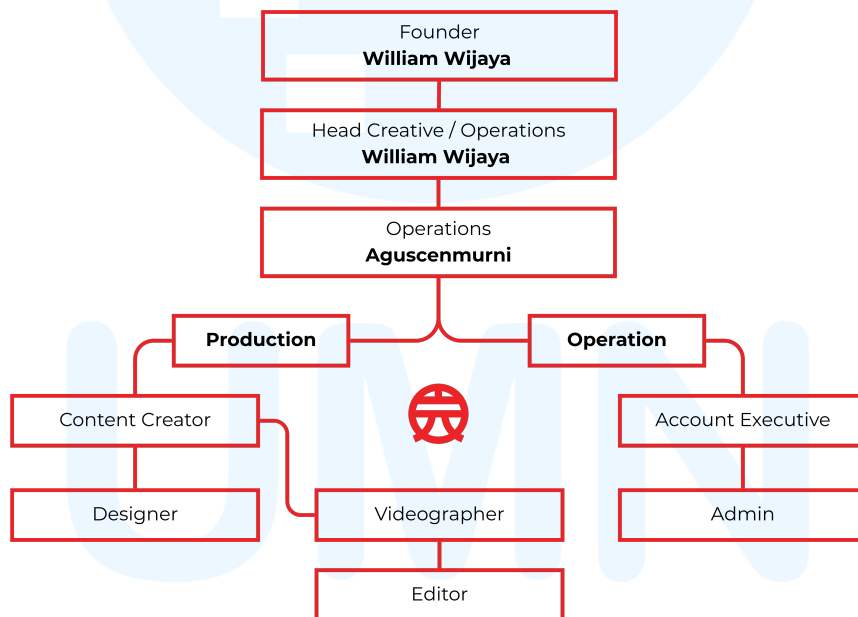 Founder
William Wijaya
Head Creative / Operations
William Wijaya
Operations
Aguscenmurni
Production
Operation
Content Creator
Account Executive
Designer
Videographer
Admin
Editor
UMN